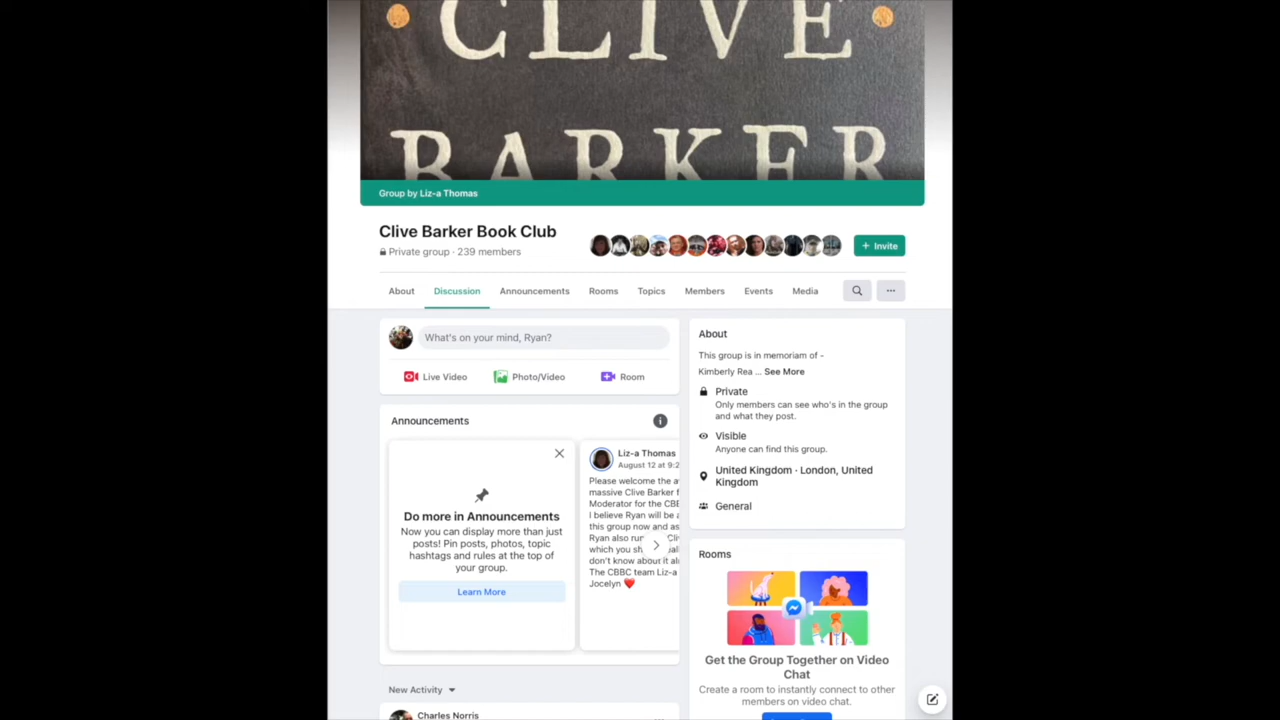 CLIVE
BARKER
Group by Liz-a Thomas
Clive Barker Book Club
Private group · 239 members
+ Invite
About
Discussion
Announcements
Rooms
Topics
Members
Events
Media
What's on your mind, Ryan?
Live Video
Photo/Video
Room
Announcements
Do more in Announcements
Now you can display more than just
posts! Pin posts, photos, topic
hashtags and rules at the top of
your group.
Learn More
Liz-a Thomas
August 12 at 9:2
Please welcome the a
massive Clive Barker f
Moderator for the CBB
I believe Ryan will be a
this group now and as
Ryan also ru
which you sh
don't know about it al
The CBBC team Liz-a
Jocelyn ❤️
New Activity
Charles Norris
About
This group is in memoriam of -
Kimberly Rea ... See More
Private
Only members can see who's in the group
and what they post.
Visible
Anyone can find this group.
United Kingdom · London, United
Kingdom
General
Rooms
Get the Group Together on Video
Chat
Create a room to instantly connect to other
members on video chat.